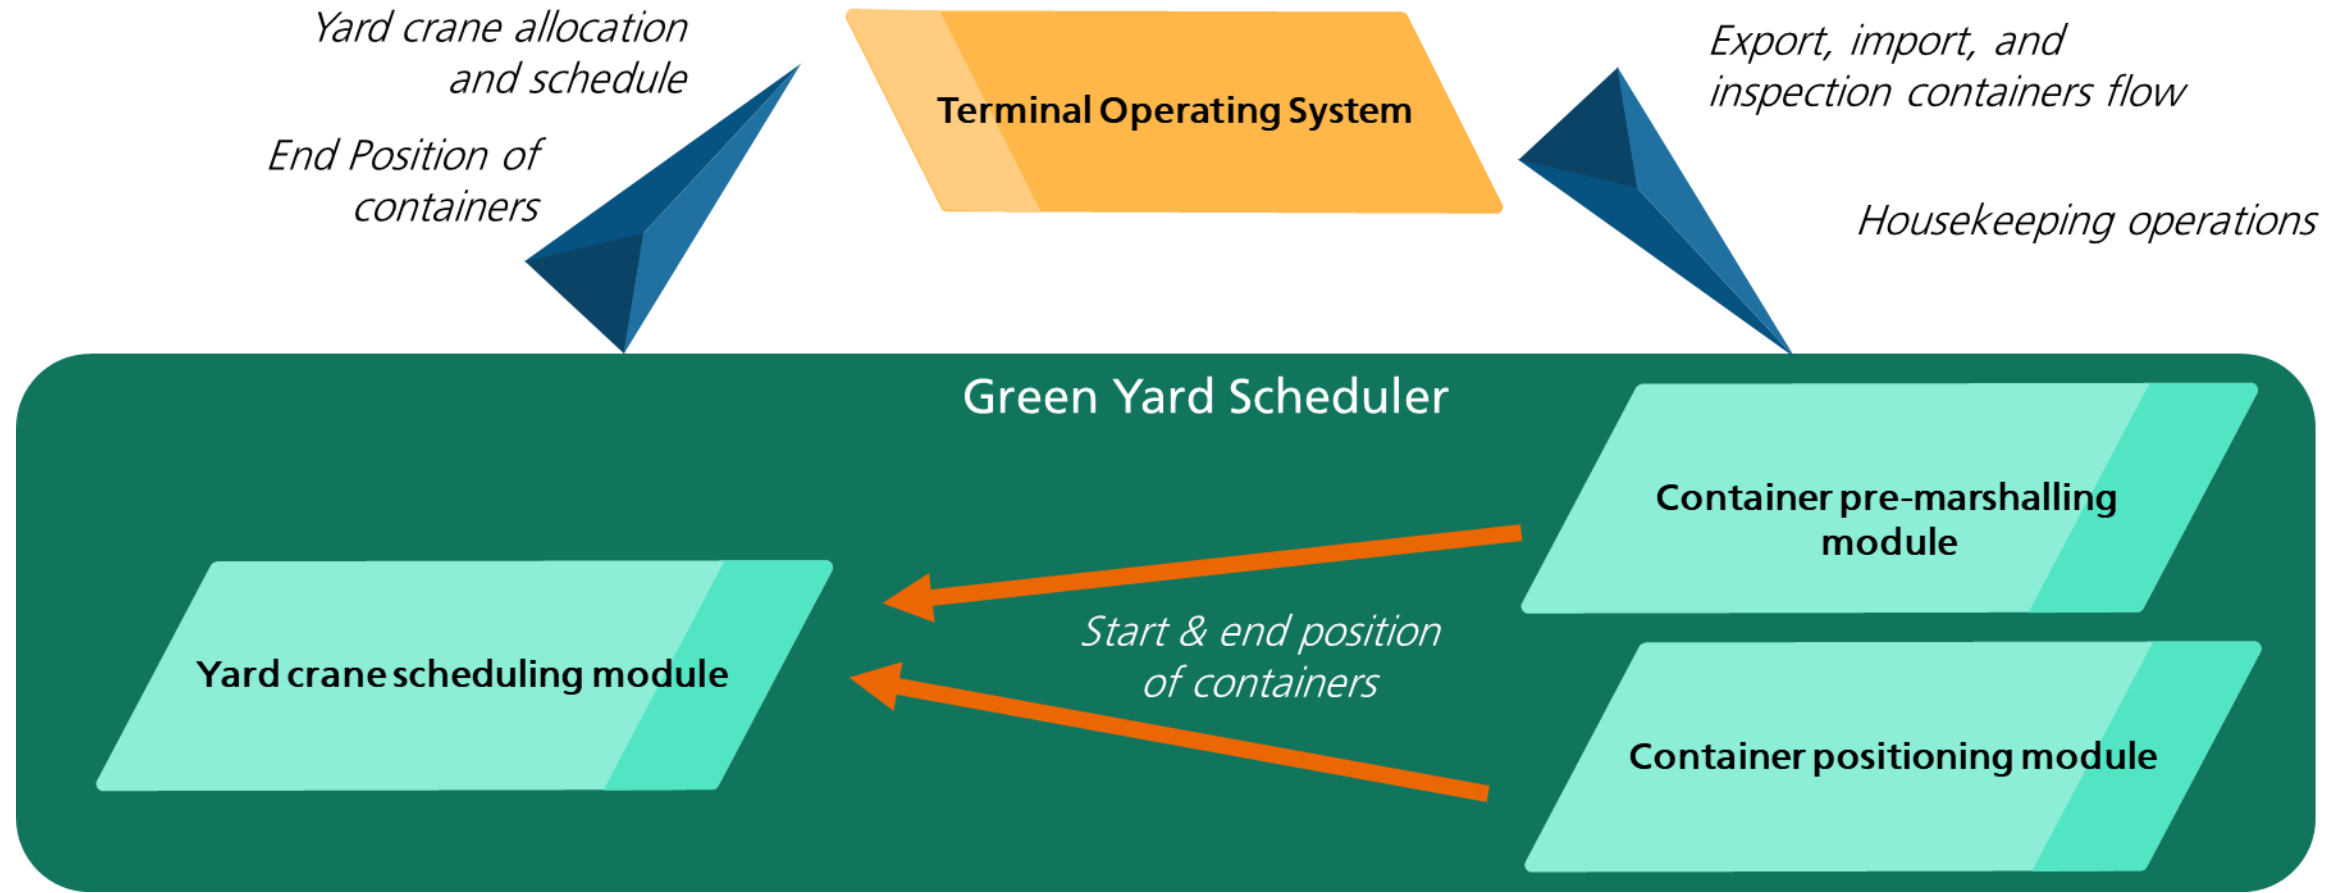 Yard crane allocation
and schedule
End Position of
containers
Terminal Operating System
Export, import, and
inspection containers flow
Housekeeping operations
Green Yard Scheduler
Container pre-marshalling
module
Start & end position
of containers
Yard crane scheduling module
Container positioning module